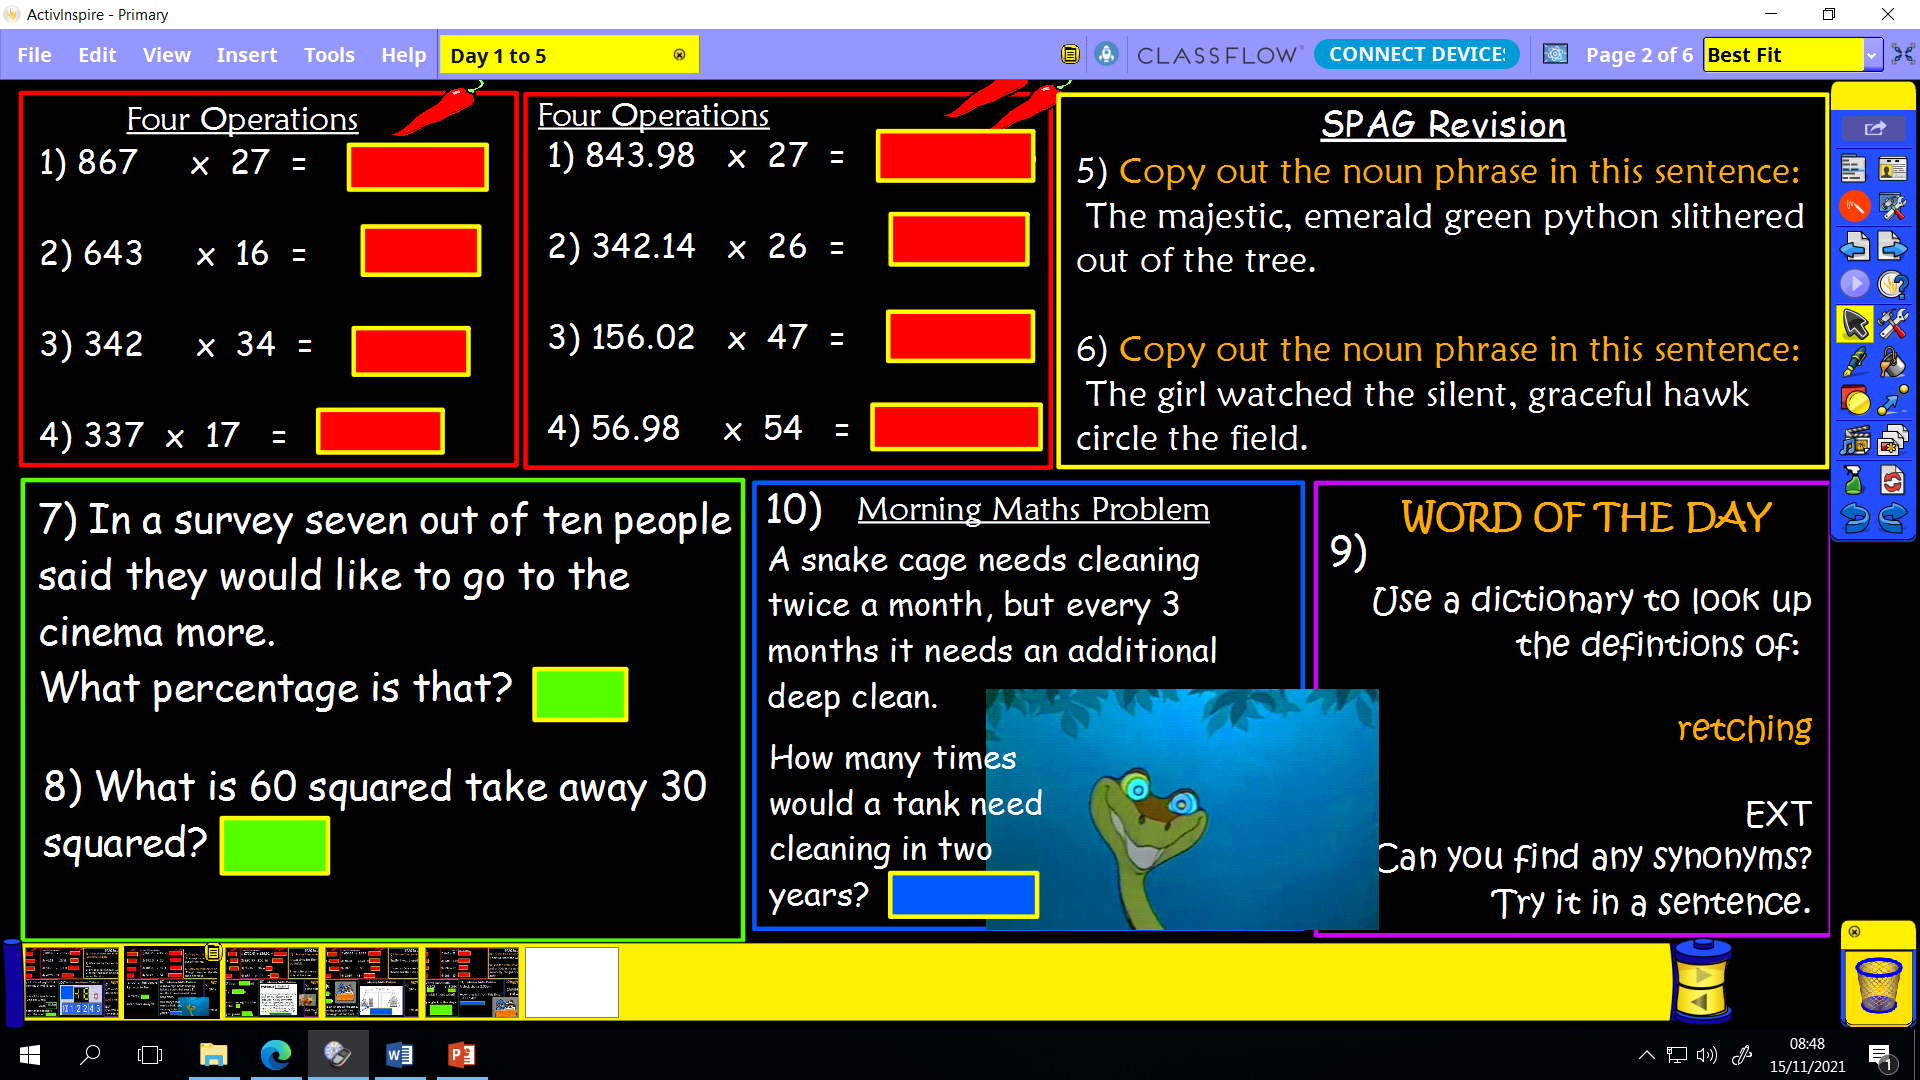 ActivInspire - Primary
File Edit View Insert Tools Help Day 1 to 5 CLASSFLOW CONNECT DEVICES Page 2 of 6 Best Fit
Four Operations
1) 867 x 27 =
2) 643 x 16 =
3) 342 x 34 =
4) 337 x 17 =
Four Operations
1) 843.98 x 27 =
2) 342.14 x 26 =
3) 156.02 x 47 =
4) 56.98 x 54 =
SPAG Revision
5) Copy out the noun phrase in this sentence:
The majestic, emerald green python slithered
out of the tree.
6) Copy out the noun phrase in this sentence:
The girl watched the silent, graceful hawk
circle the field.
7) In a survey seven out of ten people
said they would like to go to the
cinema more.
What percentage is that?
8) What is 60 squared take away 30
squared?
10) Morning Maths Problem
A snake cage needs cleaning
twice a month, but every 3
months it needs an additional
deep clean.
How many times
would a tank need
cleaning in two
years?
WORD OF THE DAY
9)
Use a dictionary to look up
the defintions of:
retching
EXT
Can you find any synonyms?
Try it in a sentence.
08:48
15/11/2021
1